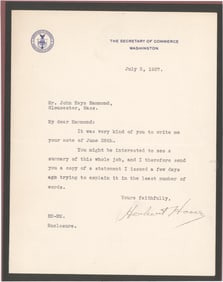 THE SECRETARY OF COMMERCE
WASHINGTON
July 5, 1927.
Mr. John Hays Hammond,
Gloucester, Mass.
My dear Hammond:
It was very kind of you to write me
your note of June 28th.
You might be interested to see a
summary of this whole job, and I therefore send
you a copy of a statement I issued a few days
ago trying to explain it in the least number of
words.
Yours faithfully,
Herbert Hoover
Enclosure.